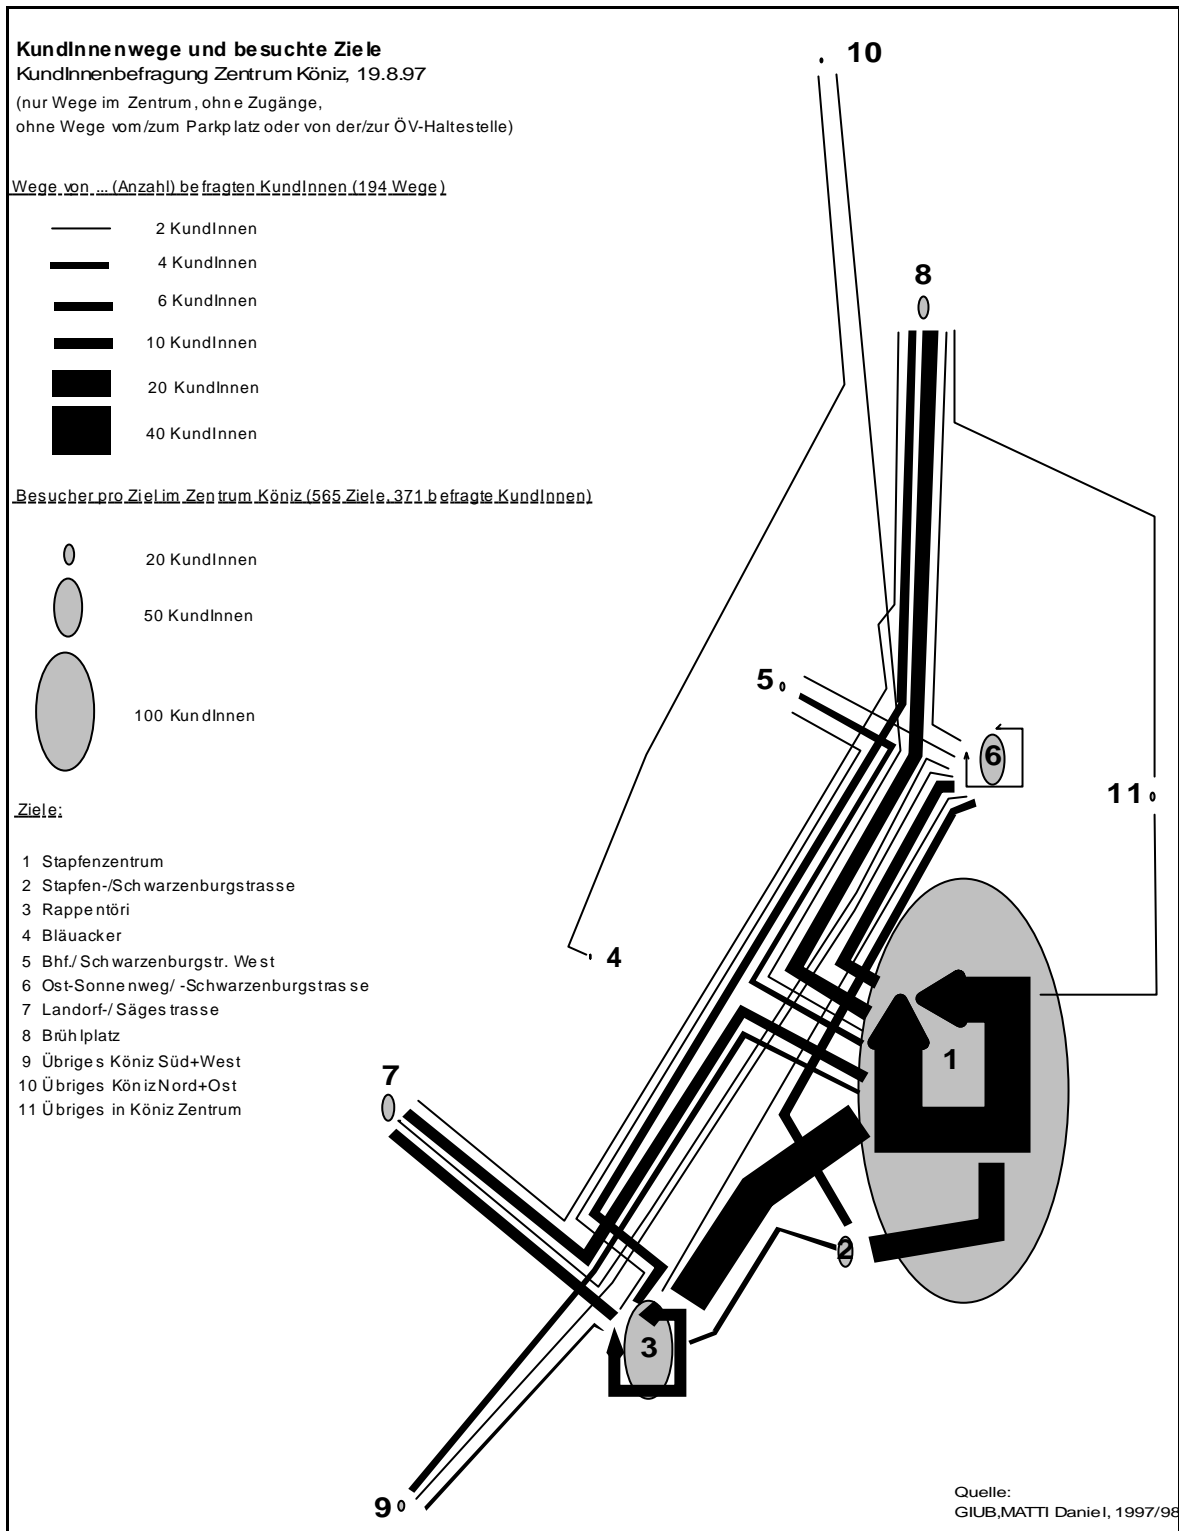 KundInnenwege und besuchte Ziele
KundInnenbefragung Zentrum Köniz, 19.8.97
(nur Wege im Zentrum, ohne Zugänge,
ohne Wege vom/zum Parkplatz oder von der/zur ÖV-Haltestelle)
Wege von ... (Anzahl) befragten KundInnen (194 Wege)
2 KundInnen
4 KundInnen
6 KundInnen
10 KundInnen
20 KundInnen
40 KundInnen
Besucher pro Ziel im Zentrum Köniz (565 Ziele, 371 befragte KundInnen)
20 KundInnen
50 KundInnen
100 KundInnen
Ziele:
1 Stapfenzentrum
2 Stapfen-/Schwarzenburgstrasse
3 Rappentöri
4 Bläuacker
5 Bhf./Schwarzenburgstr. West
6 Ost-Sonnenweg/ -Schwarzenburgstrasse
7 Landorf-/Sägestrasse
8 Brühlplatz
9 Übriges Köniz Süd+West
10 Übriges Köniz Nord+Ost
11 Übriges in Köniz Zentrum
10
8
5
6
11
4
1
7
2
3
9
Quelle:
GIUB,MATTI Daniel, 1997/98